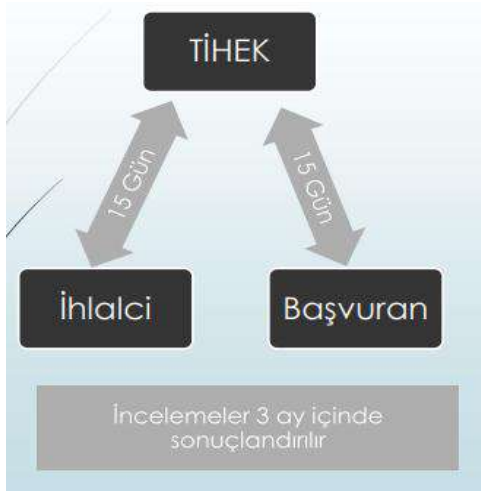 TİHEK
15 Gün
15 Gün
İhlalci
Başvuran
İncelemeler 3 ay içinde
sonuçlandırılır